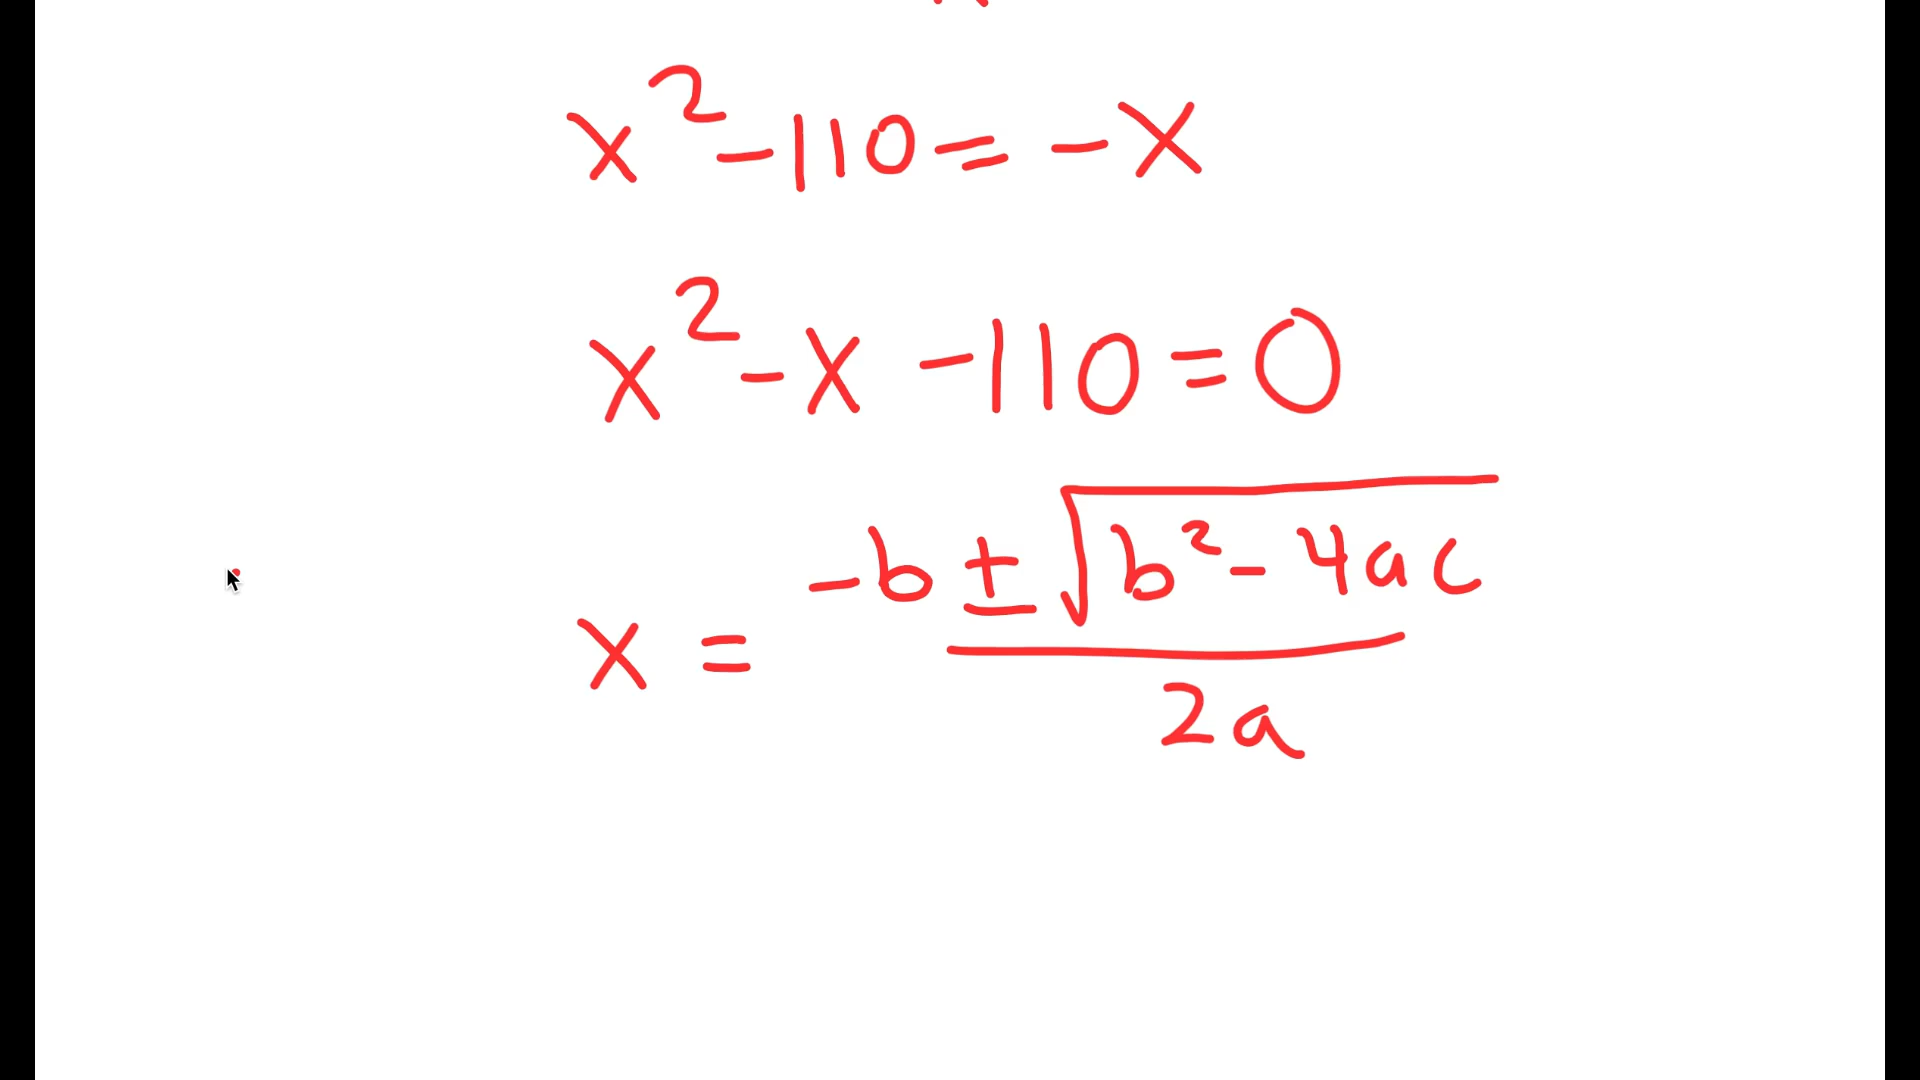 x² - 110 = -x
x² - x - 110 = 0
x = -b ± √(b² - 4ac) / 2a